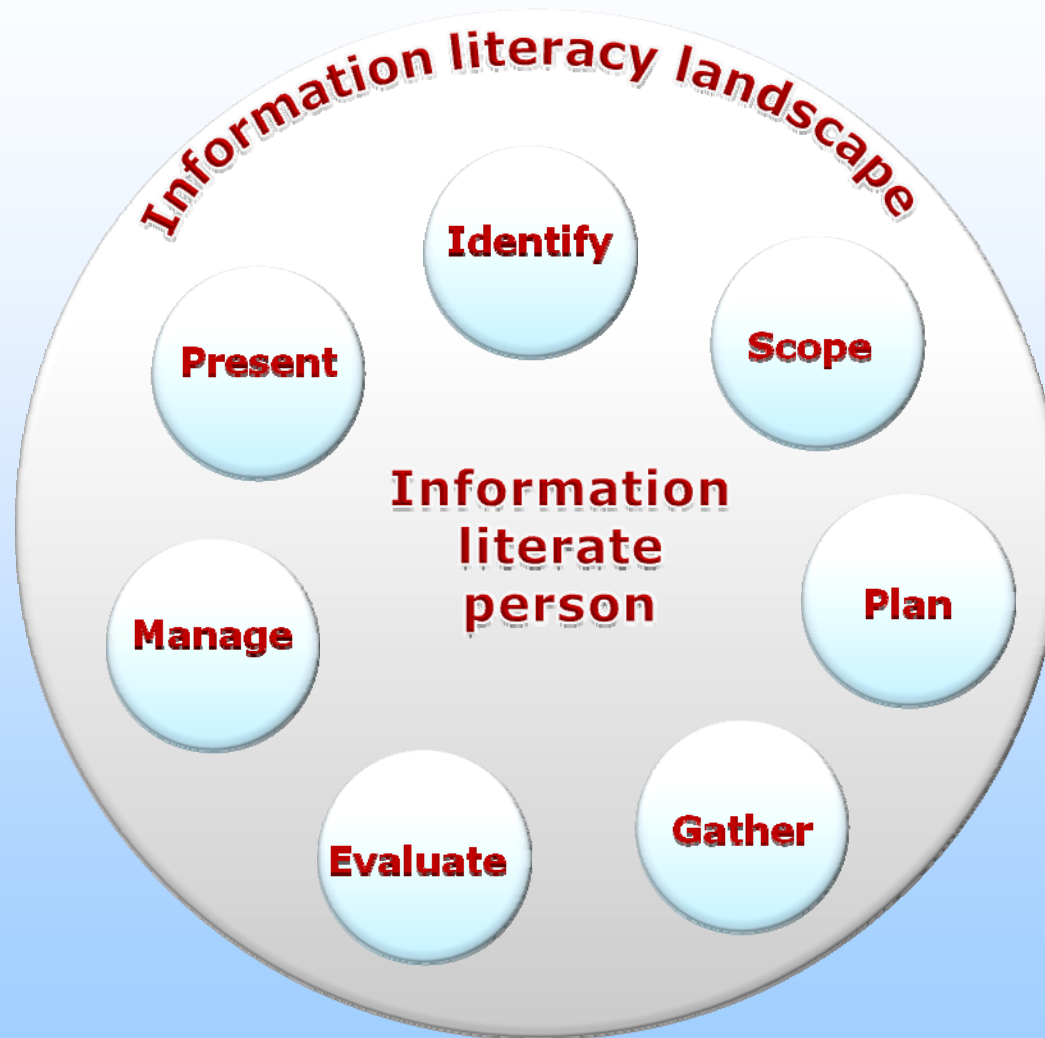 Information literacy landscape
Identify
Scope
Present
Information
literate
person
Plan
Manage
Gather
Evaluate